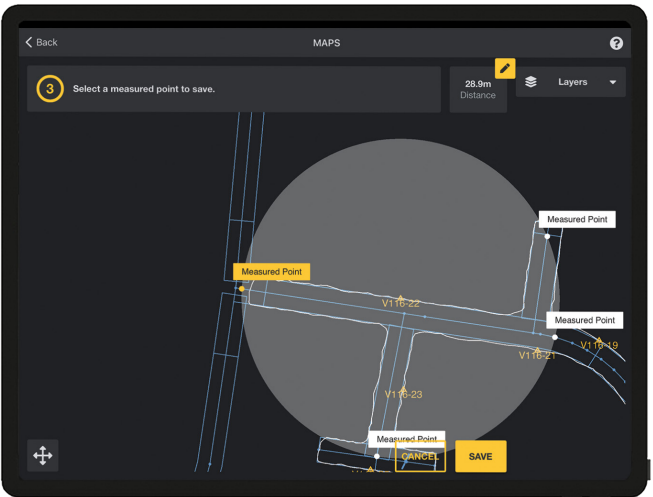 Back
MAPS
?
3
Select a measured point to save.
28.9m
Distance
Layers
Measured Point
Measured Point
V116-22
Measured Point
V116-19
V116-21
V116-23
Measured Point
CANCEL
SAVE